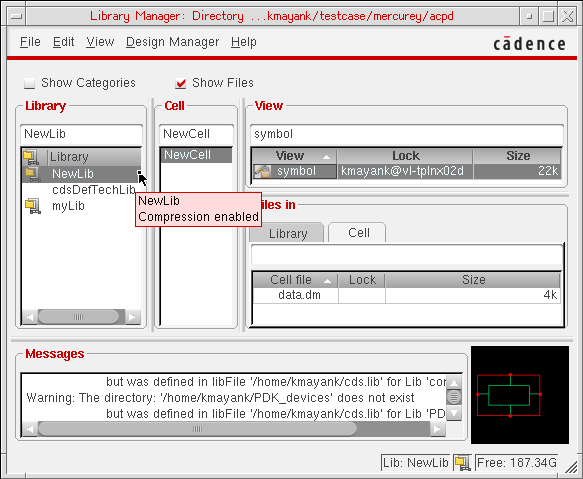 Library Manager: Directory ...kmayank/testcase/mercurey/acpd
File Edit View Design Manager Help
cādence
Show Categories
Show Files
Library
Cell
View
NewLib
NewCell
symbol
Library
NewLib
cdsDefTechLib
myLib
NewCell
View Lock Size
symbol kmayank@vl-tplnx02d 22k
NewLib
Compression enabled
iles in
Library
Cell
Cell file Lock Size
data.dm 4k
Messages
but was defined in libFile '/home/kmayank/cds.lib' for Lib 'cor
Warning: The directory: '/home/kmayank/PDK_devices' does not exist
but was defined in libFile '/home/kmayank/cds.lib' for Lib 'PD
Lib: NewLib
Free: 187.34G